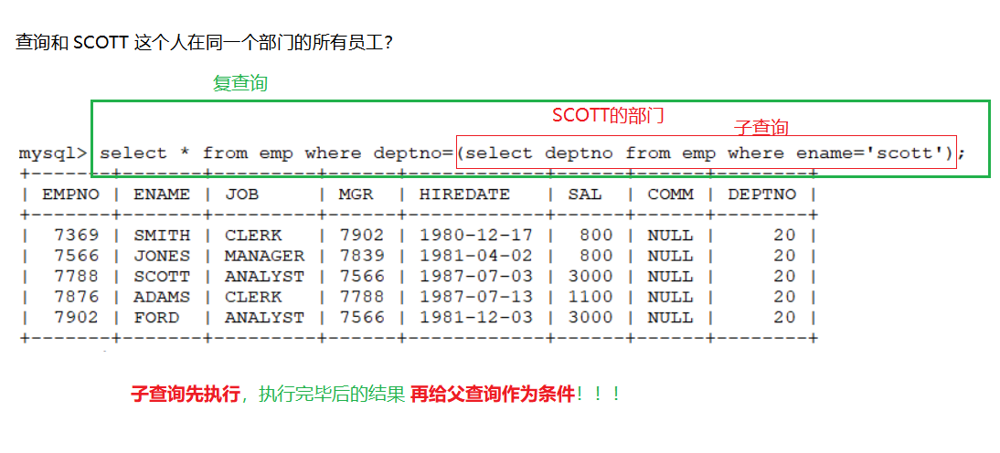 查询和 SCOTT 这个人在同一个部门的所有员工？
复查询
SCOTT的部门
子查询
mysql> select * from emp where deptno=(select deptno from emp where ename='scott');
+-------+-------+---------+------+------------+------+------+--------+
| EMPNO | ENAME | JOB | MGR | HIREDATE | SAL | COMM | DEPTNO |
+-------+-------+---------+------+------------+------+------+--------+
| 7369 | SMITH | CLERK | 7902 | 1980-12-17 | 800 | NULL | 20 |
| 7566 | JONES | MANAGER | 7839 | 1981-04-02 | 800 | NULL | 20 |
| 7788 | SCOTT | ANALYST | 7566 | 1987-07-03 | 3000 | NULL | 20 |
| 7876 | ADAMS | CLERK | 7788 | 1987-07-13 | 1100 | NULL | 20 |
| 7902 | FORD | ANALYST | 7566 | 1981-12-03 | 3000 | NULL | 20 |
+-------+-------+---------+------+------------+------+------+--------+
子查询先执行，执行完毕后的结果 再给父查询作为条件！！！